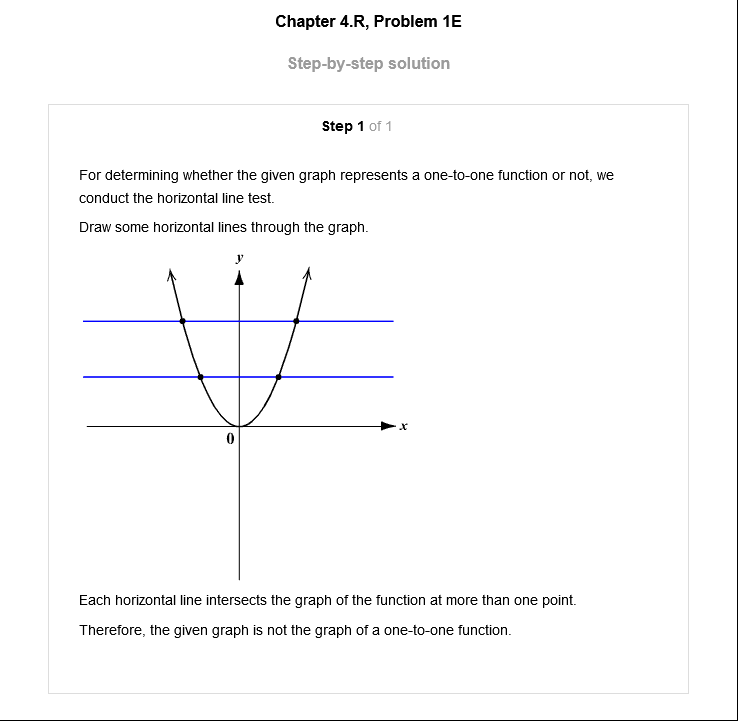 Chapter 4.R, Problem 1E
Step-by-step solution
Step 1 of 1
For determining whether the given graph represents a one-to-one function or not, we
conduct the horizontal line test.
Draw some horizontal lines through the graph.
y
x
0
Each horizontal line intersects the graph of the function at more than one point.
Therefore, the given graph is not the graph of a one-to-one function.